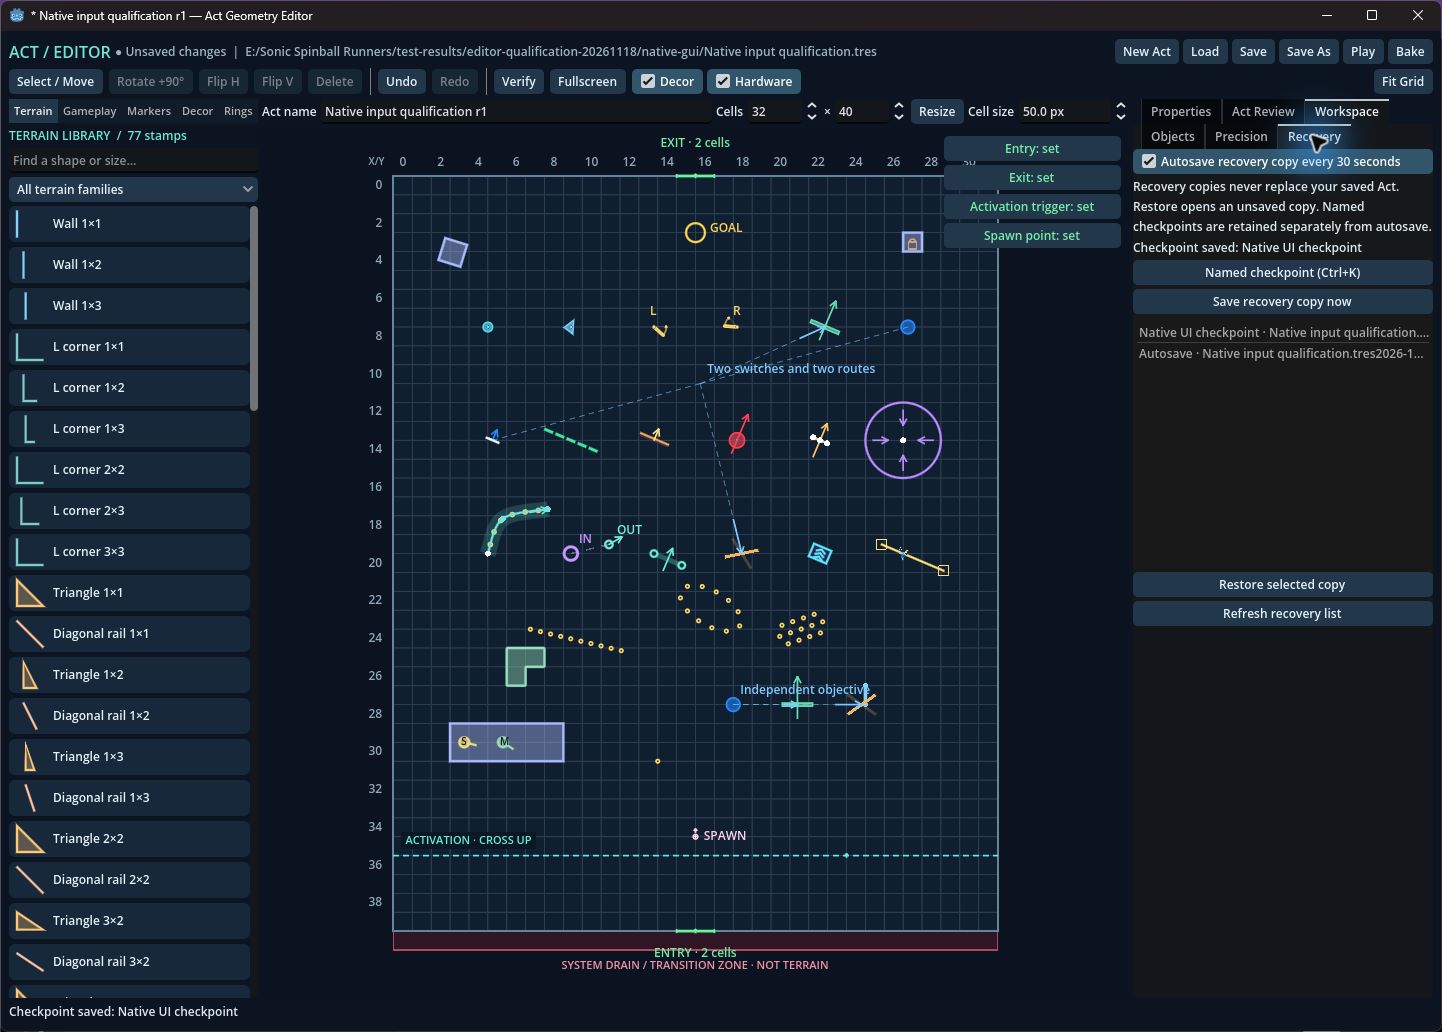 * Native input qualification r1 — Act Geometry Editor
ACT / EDITOR ● Unsaved changes | E:/Sonic Spinball Runners/test-results/editor-qualification-20261118/native-gui/Native input qualification.tres
New Act Load Save Save As Play Bake
Select / Move Rotate +90° Flip H Flip V Delete Undo Redo Verify Fullscreen Decor Hardware Fit Grid
Terrain Gameplay Markers Decor Rings
Act name Native input qualification r1 Cells 32 × 40 Resize Cell size 50.0 px
Properties Act Review Workspace
Objects Precision Recovery
TERRAIN LIBRARY / 77 stamps
Find a shape or size...
All terrain families
Wall 1×1
Wall 1×2
Wall 1×3
L corner 1×1
L corner 1×2
L corner 1×3
L corner 2×2
L corner 2×3
L corner 3×3
Triangle 1×1
Diagonal rail 1×1
Triangle 1×2
Diagonal rail 1×2
Triangle 1×3
Diagonal rail 1×3
Triangle 2×2
Diagonal rail 2×2
Triangle 3×2
Diagonal rail 3×2
EXIT · 2 cells
X/Y 0 2 4 6 8 10 12 14 16 18 20 22 24 26 28 30
0
2
4
6
8
10
12
14
16
18
20
22
24
26
28
30
32
34
36
38
Entry: set
Exit: set
Activation trigger: set
Spawn point: set
GOAL
L
R
Two switches and two routes
IN
OUT
Independent objective
S
M
SPAWN
ACTIVATION · CROSS UP
ENTRY · 2 cells
SYSTEM DRAIN / TRANSITION ZONE · NOT TERRAIN
Autosave recovery copy every 30 seconds
Recovery copies never replace your saved Act.
Restore opens an unsaved copy. Named
checkpoints are retained separately from autosave.
Checkpoint saved: Native UI checkpoint
Named checkpoint (Ctrl+K)
Save recovery copy now
Native UI checkpoint · Native input qualification....
Autosave · Native input qualification.tres2026-1...
Restore selected copy
Refresh recovery list
Checkpoint saved: Native UI checkpoint